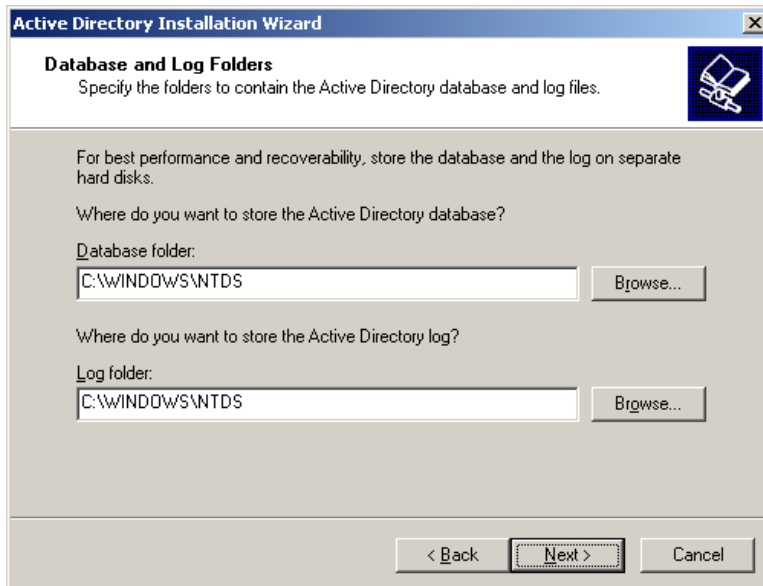 Active Directory Installation Wizard
Database and Log Folders
Specify the folders to contain the Active Directory database and log files.
For best performance and recoverability, store the database and the log on separate
hard disks.
Where do you want to store the Active Directory database?
Database folder:
C:\WINDOWS\NTDS
Browse...
Where do you want to store the Active Directory log?
Log folder:
C:\WINDOWS\NTDS
Browse...
< Back
Next >
Cancel